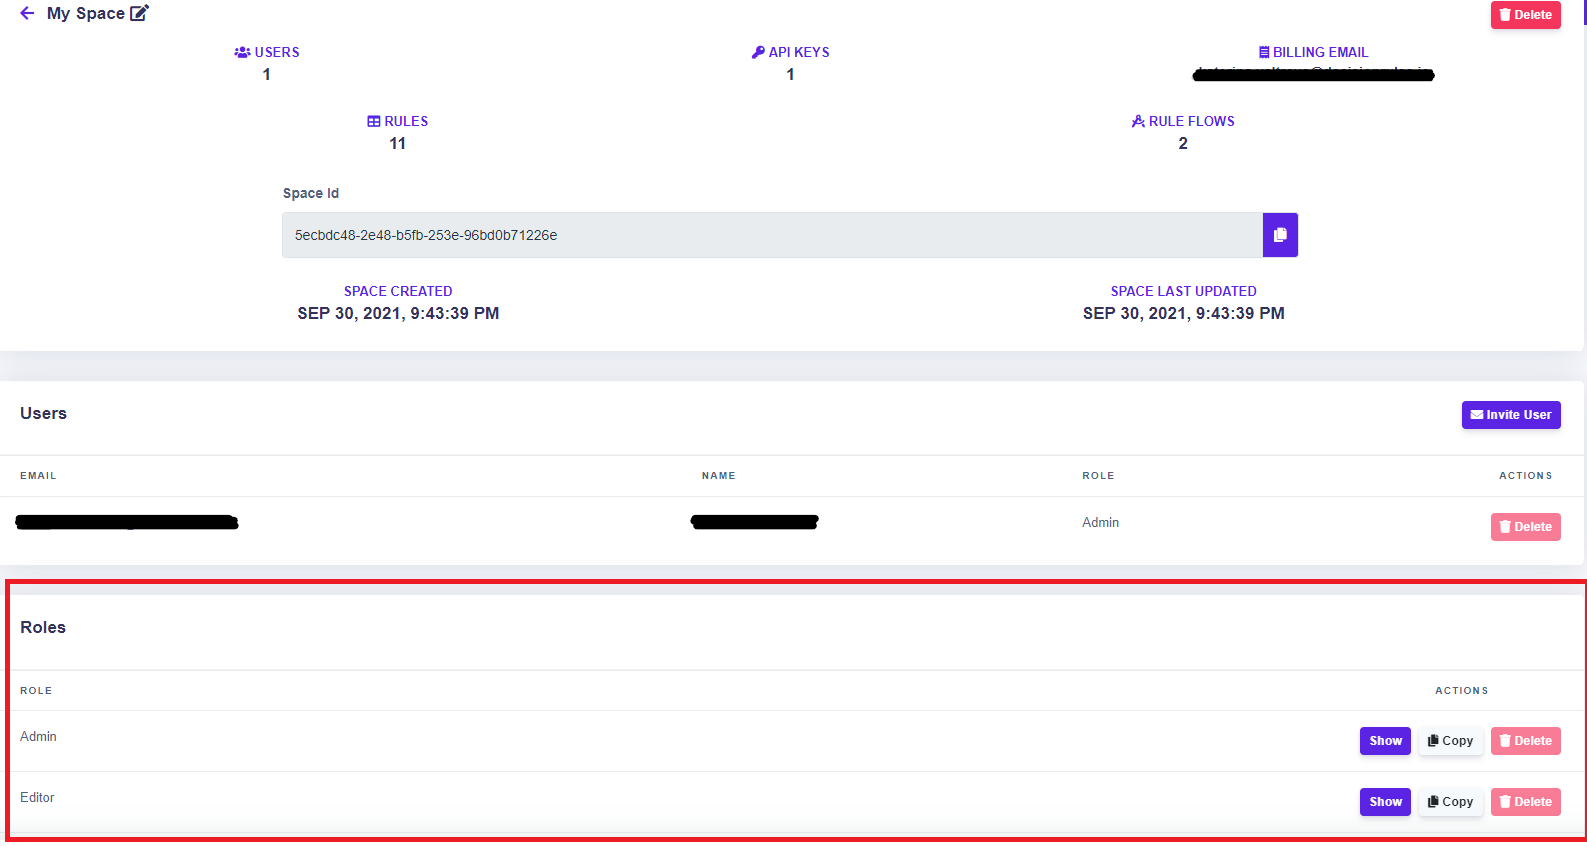 My Space
Delete
USERS
1
API KEYS
1
BILLING EMAIL
RULES
11
RULE FLOWS
2
Space Id
5ecbdc48-2e48-b5fb-253e-96bd0b71226e
SPACE CREATED
SEP 30, 2021, 9:43:39 PM
SPACE LAST UPDATED
SEP 30, 2021, 9:43:39 PM
Users
Invite User
EMAIL NAME ROLE ACTIONS
Admin Delete
Roles
ROLE ACTIONS
Admin Show Copy Delete
Editor Show Copy Delete